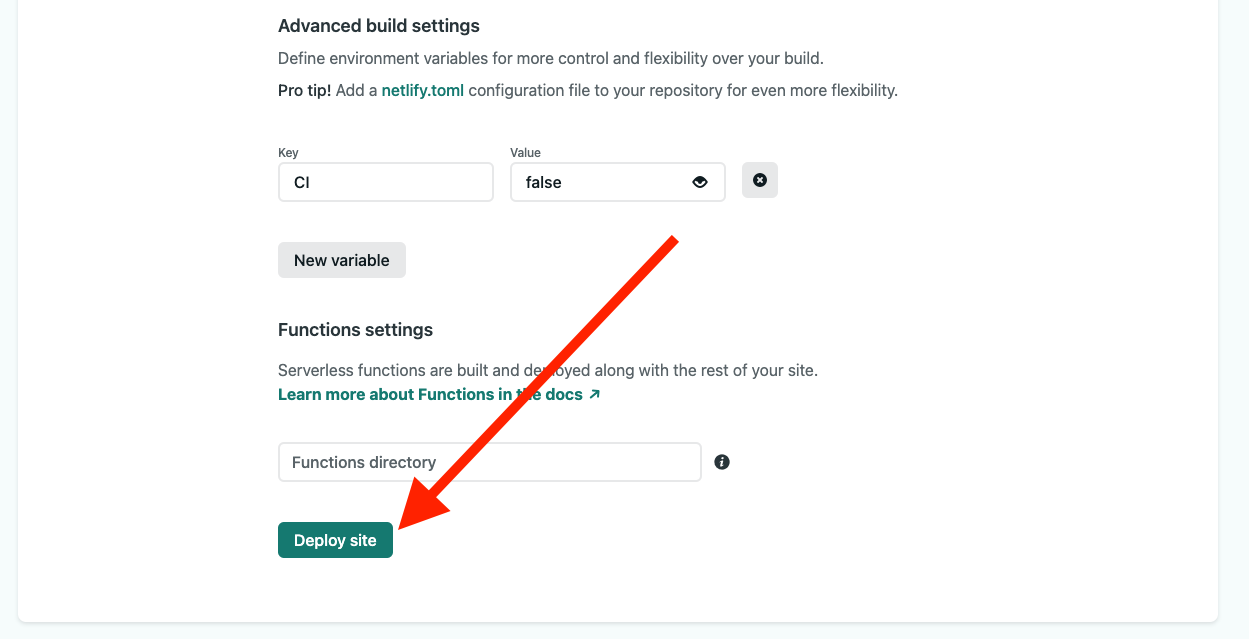 Advanced build settings
Define environment variables for more control and flexibility over your build.
Pro tip! Add a netlify.toml configuration file to your repository for even more flexibility.
Key Value
CI false
New variable
Functions settings
Serverless functions are built and deployed along with the rest of your site.
Learn more about Functions in the docs ↗
Functions directory
Deploy site